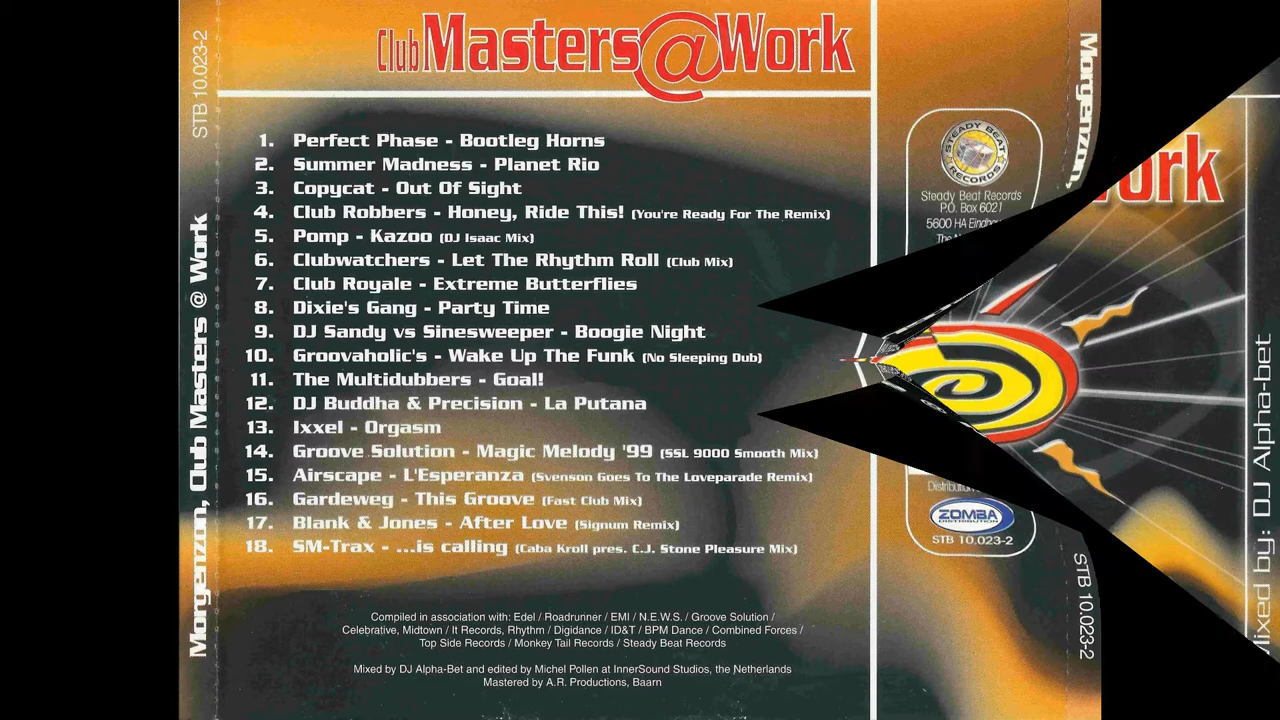 Club Masters@Work
STB 10.023-2
Morgenzon, Club Masters @ Work
1. Perfect Phase - Bootleg Horns
2. Summer Madness - Planet Rio
3. Copycat - Out Of Sight
4. Club Robbers - Honey, Ride This! (You're Ready For The Remix)
5. Pomp - Kazoo (DJ Isaac Mix)
6. Clubwatchers - Let The Rhythm Roll (Club Mix)
7. Club Royale - Extreme Butterflies
8. Dixie's Gang - Party Time
9. DJ Sandy vs Sinesweeper - Boogie Night
10. Groovaholic's - Wake Up The Funk (No Sleeping Dub)
11. The Multidubbers - Goal!
12. DJ Buddha & Precision - La Putana
13. Ixxel - Orgasm
14. Groove Solution - Magic Melody '99 (SSL 9000 Smooth Mix)
15. Airscape - L'Esperanza (Svenson Goes To The Loveparade Remix)
16. Gardeweg - This Groove (Fast Club Mix)
17. Blank & Jones - After Love (Signum Remix)
18. SM-Trax - ...is calling (Caba Kroll pres. C.J. Stone Pleasure Mix)
Compiled in association with: Edel / Roadrunner / EMI / N.E.W.S. / Groove Solution /
Celebrative, Midtown / It Records, Rhythm / Digidance / ID&T / BPM Dance / Combined Forces /
Top Side Records / Monkey Tail Records / Steady Beat Records
Mixed by DJ Alpha-Bet and edited by Michel Pollen at InnerSound Studios, the Netherlands
Mastered by A.R. Productions, Baarn
STEADY BEAT
RECORDS
Steady Beat Records
P.O. Box 6021
5600 HA
The
ZOMBA
DISTRIBUTION
STB 10.023-2
Morgenzon,
STB 10.023-2
ork
Mixed by: DJ Alpha-bet